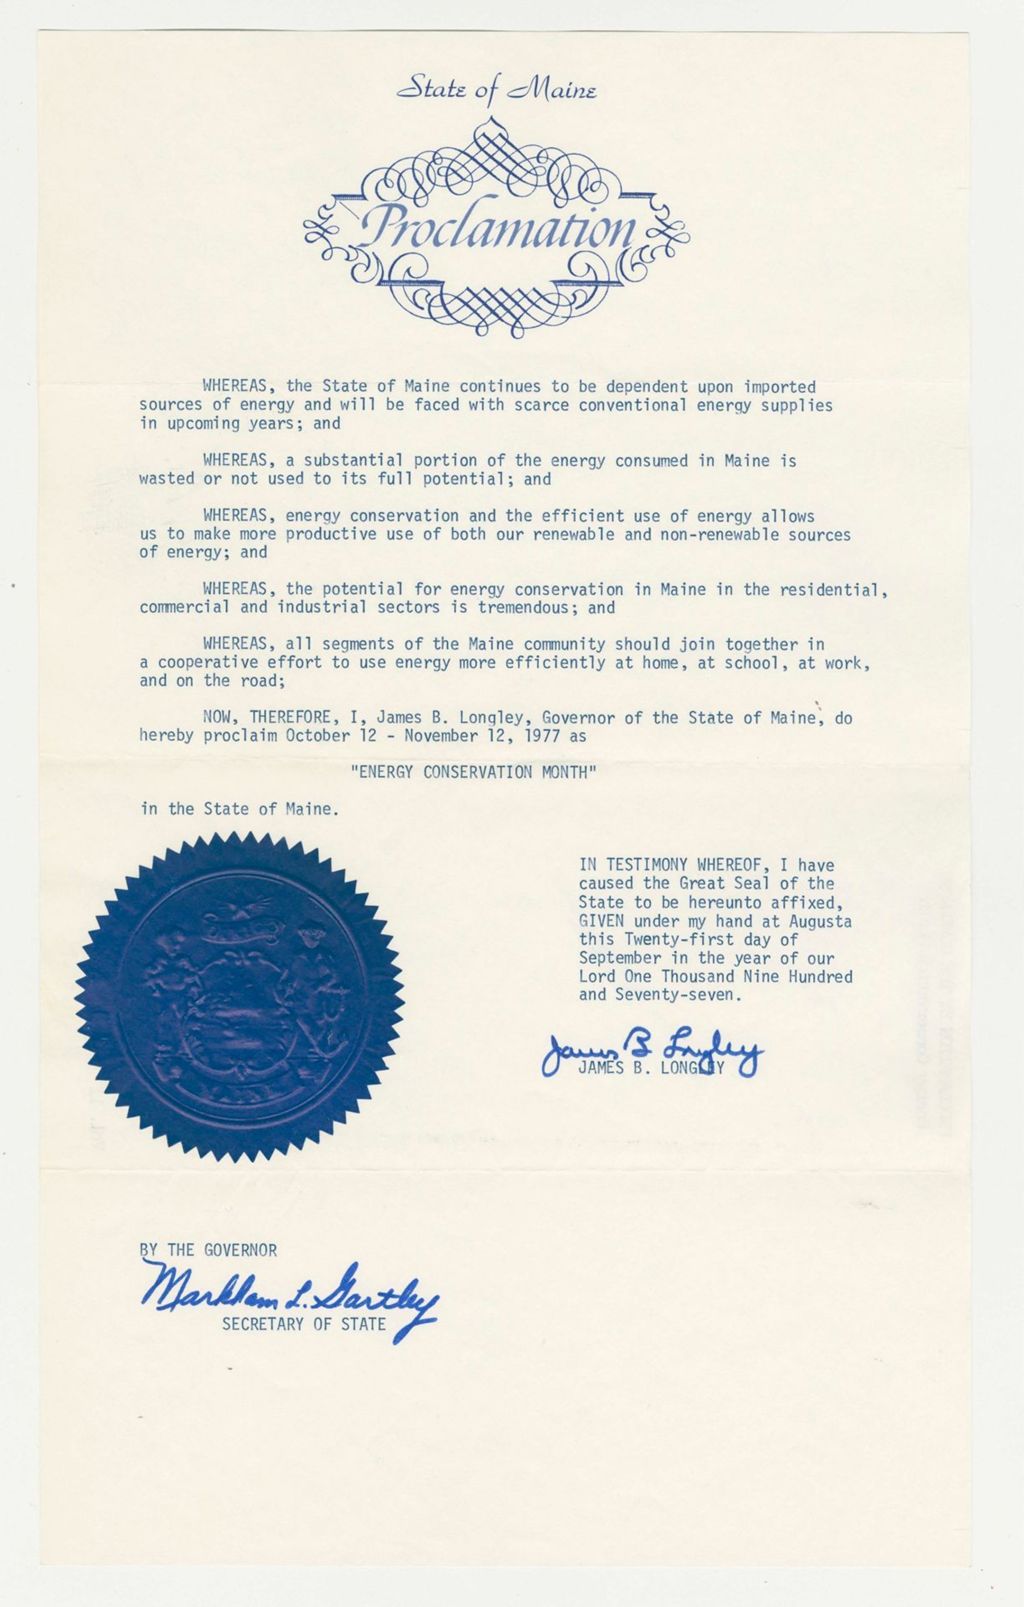 State of Maine
Proclamation
WHEREAS, the State of Maine continues to be dependent upon imported
sources of energy and will be faced with scarce conventional energy supplies
in upcoming years; and
WHEREAS, a substantial portion of the energy consumed in Maine is
wasted or not used to its full potential; and
WHEREAS, energy conservation and the efficient use of energy allows
us to make more productive use of both our renewable and non-renewable sources
of energy; and
WHEREAS, the potential for energy conservation in Maine in the residential,
commercial and industrial sectors is tremendous; and
WHEREAS, all segments of the Maine community should join together in
a cooperative effort to use energy more efficiently at home, at school, at work,
and on the road;
NOW, THEREFORE, I, James B. Longley, Governor of the State of Maine, do
hereby proclaim October 12 - November 12, 1977 as
"ENERGY CONSERVATION MONTH"
in the State of Maine.
IN TESTIMONY WHEREOF, I have
caused the Great Seal of the
State to be hereunto affixed,
GIVEN under my hand at Augusta
this Twenty-first day of
September in the year of our
Lord One Thousand Nine Hundred
and Seventy-seven.
James B Longley
JAMES B. LONGLEY
BY THE GOVERNOR
Markham L. Gartley
SECRETARY OF STATE